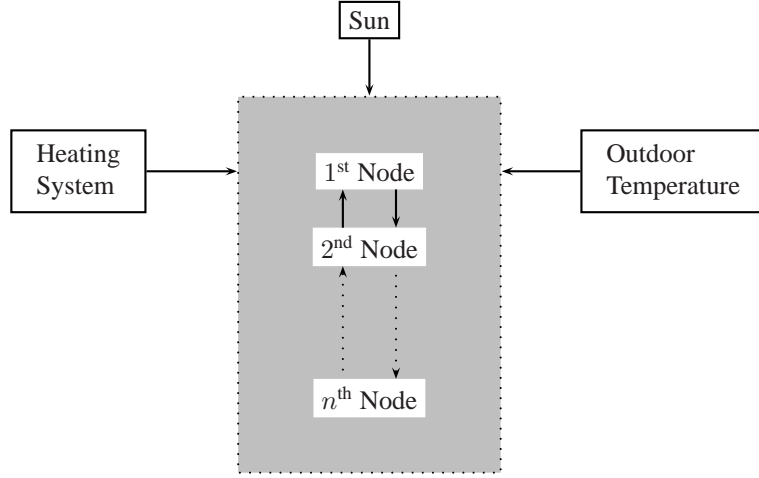 Sun
Heating
System
Outdoor
Temperature
1st Node
2nd Node
nth Node